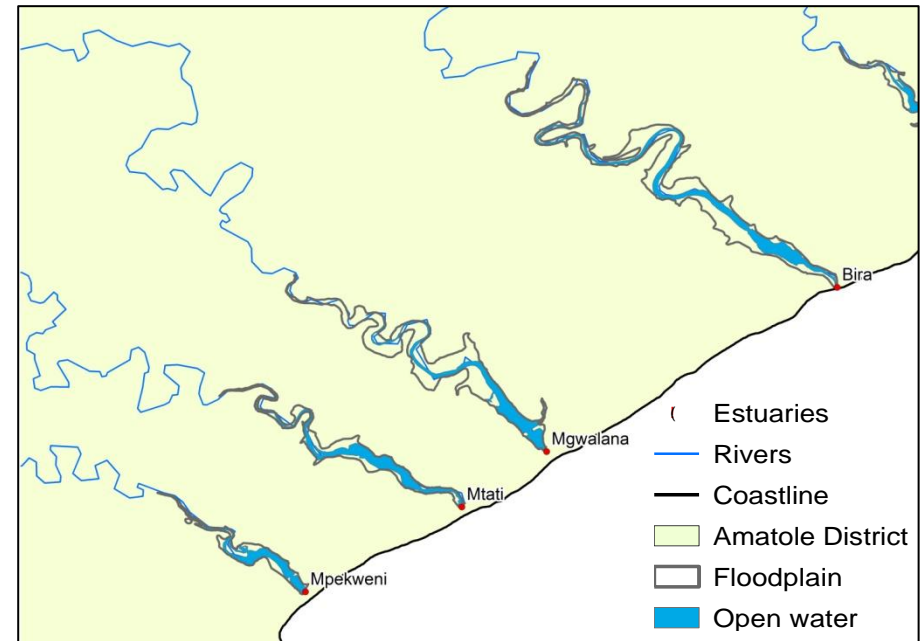 Bira
Mgwalana
Mtati
Mpekweni
Estuaries
Rivers
Coastline
Amatole District
Floodplain
Open water